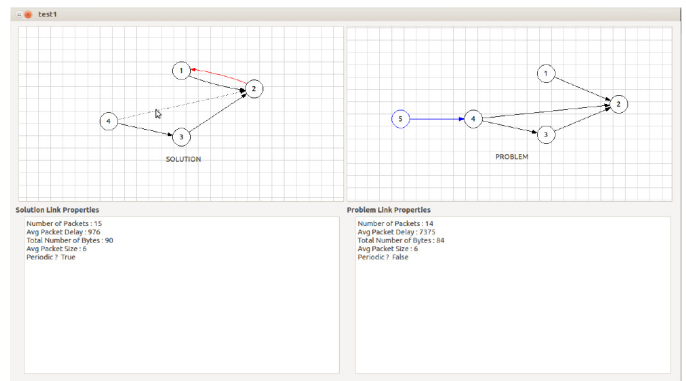 test1
1
2
4
3
SOLUTION
1
2
5
4
3
PROBLEM
Solution Link Properties
Number of Packets : 15
Avg Packet Delay : 976
Total Number of Bytes : 90
Avg Packet Size : 6
Periodic ? True
Problem Link Properties
Number of Packets : 14
Avg Packet Delay : 7375
Total Number of Bytes : 84
Avg Packet Size : 6
Periodic ? False